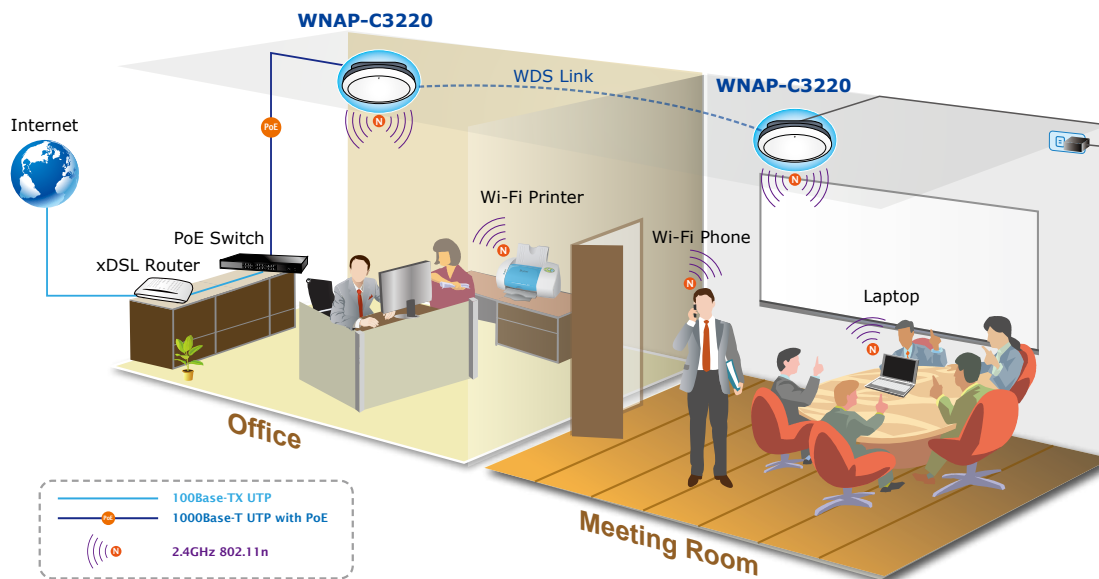 WNAP-C3220
WDS Link
WNAP-C3220
Internet
PoE
Wi-Fi Printer
N
N
N
PoE Switch
xDSL Router
Wi-Fi Phone
N
Laptop
N
Office
Meeting Room
100Base-TX UTP
PoE
1000Base-T UTP with PoE
N
2.4GHz 802.11n